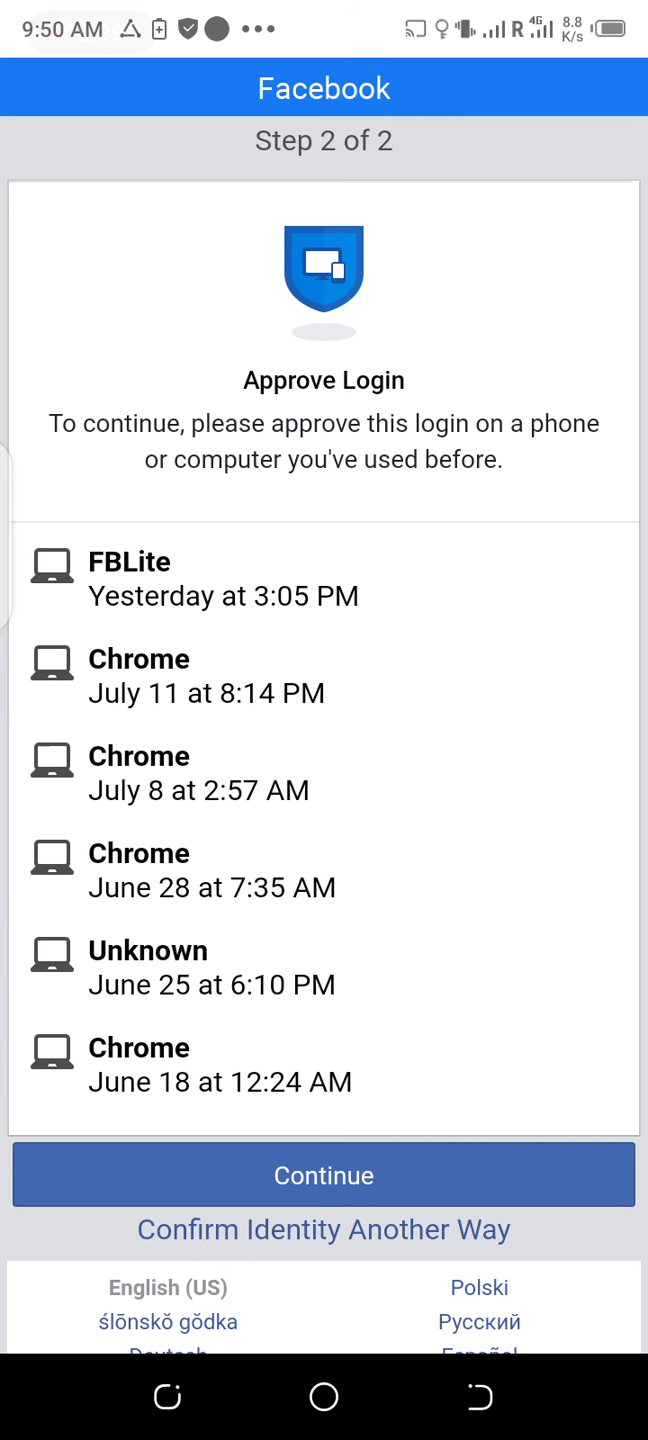 9:50 AM
R 4G 8.8 K/s
Facebook
Step 2 of 2
Approve Login
To continue, please approve this login on a phone
or computer you've used before.
FBLite
Yesterday at 3:05 PM
Chrome
July 11 at 8:14 PM
Chrome
July 8 at 2:57 AM
Chrome
June 28 at 7:35 AM
Unknown
June 25 at 6:10 PM
Chrome
June 18 at 12:24 AM
Continue
Confirm Identity Another Way
English (US) Polski
ślōnskŏ gŏdka Русский
Deutsch Español